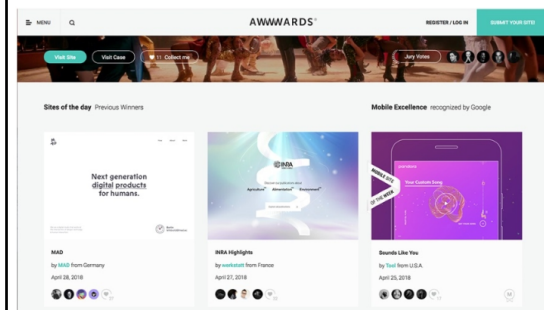 MENU
AWWWARDS
REGISTER / LOG IN
SUBMIT YOUR SITE
Visit Site
Visit Case
11 Collect me
Jury Votes
Sites of the day Previous Winners
Mobile Excellence recognized by Google
Next generation
digital products
for humans.
INRA
MOBILE SITE
OF THE WEEK
Your Custom Song
MAD
by MAD from Germany
April 28, 2018
INRA Highlights
by werkstatt from France
April 27, 2018
Sounds Like You
by Tool from U.S.A.
April 25, 2018